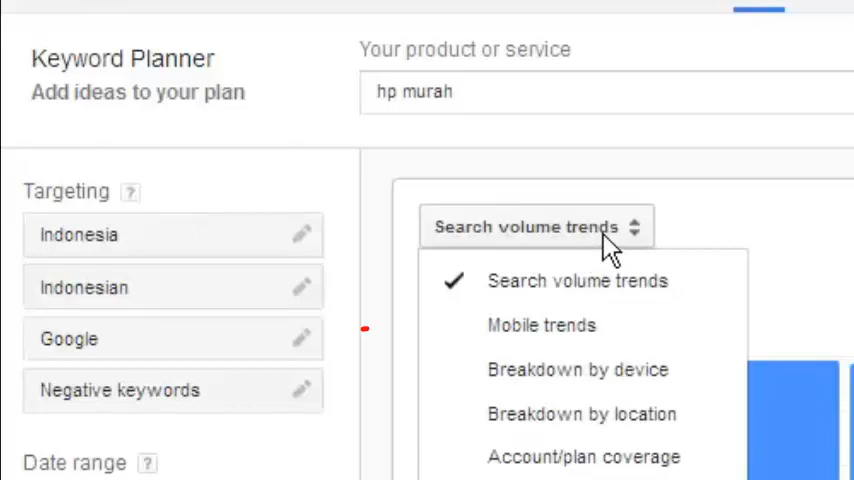 Keyword Planner
Add ideas to your plan
Your product or service
hp murah
Targeting ?
Indonesia
Indonesian
Google
Negative keywords
Date range ?
Search volume trends
Search volume trends
Mobile trends
Breakdown by device
Breakdown by location
Account/plan coverage